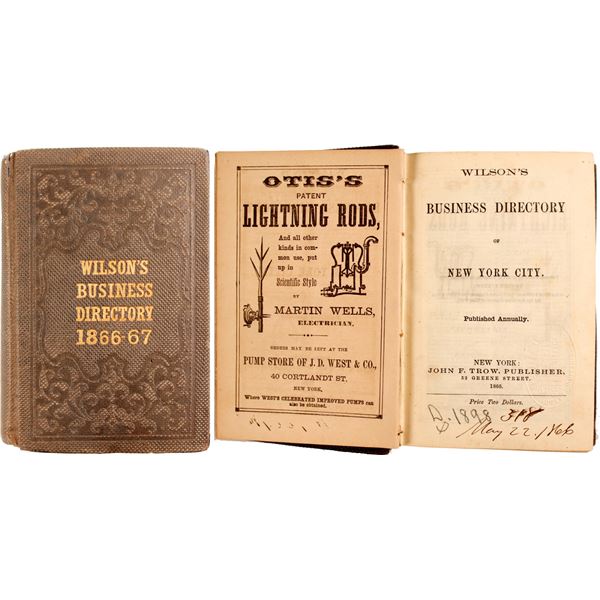 WILSON'S
BUSINESS
DIRECTORY
1866-67
OTIS'S
PATENT
LIGHTNING RODS,
And all other
kinds in com-
mon use, put
up in
Scientific Style
BY
MARTIN WELLS,
ELECTRICIAN.
ORDERS MAY BE LEFT AT THE
PUMP STORE OF J. D. WEST & CO.,
40 CORTLANDT ST,
NEW YORK,
Where WEST'S CELEBRATED IMPROVED PUMPS can
also be obtained.
WILSON'S
BUSINESS DIRECTORY
OF
NEW YORK CITY.
Published Annually.
NEW YORK:
JOHN F. TROW, PUBLISHER,
GREENE STREET.
1866.
Price Two Dollars.
1898 318
May 22. 1866